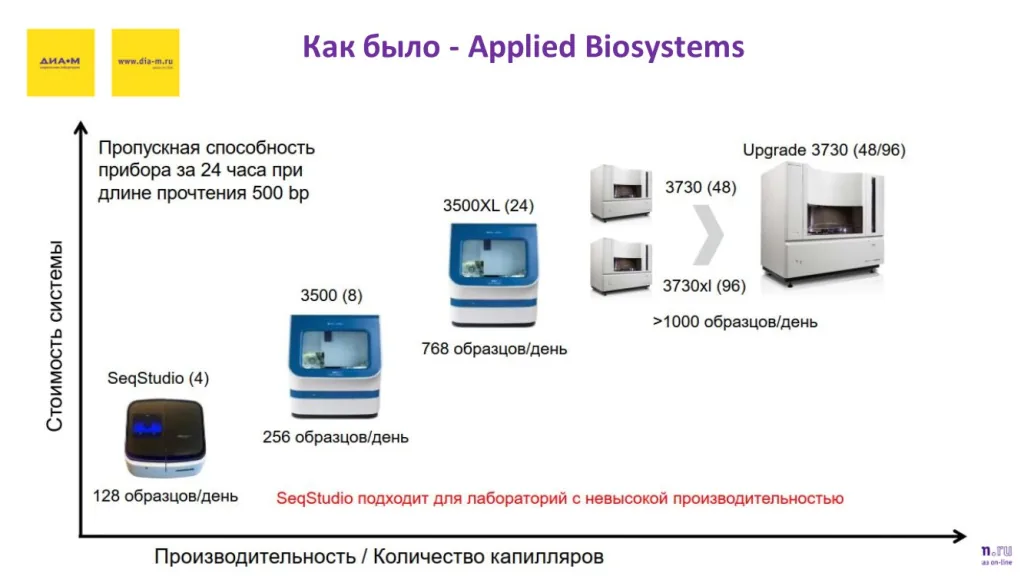 Как было - Applied Biosystems
ДИА•М
www.dia-m.ru
Пропускная способность
прибора за 24 часа при
длине прочтения 500 bp
Upgrade 3730 (48/96)
3730 (48)
3500XL (24)
3730xl (96)
3500 (8)
>1000 образцов/день
768 образцов/день
SeqStudio (4)
256 образцов/день
128 образцов/день
SeqStudio подходит для лабораторий с невысокой производительностью
Стоимость системы
Производительность / Количество капилляров
n.ru
аз on-line